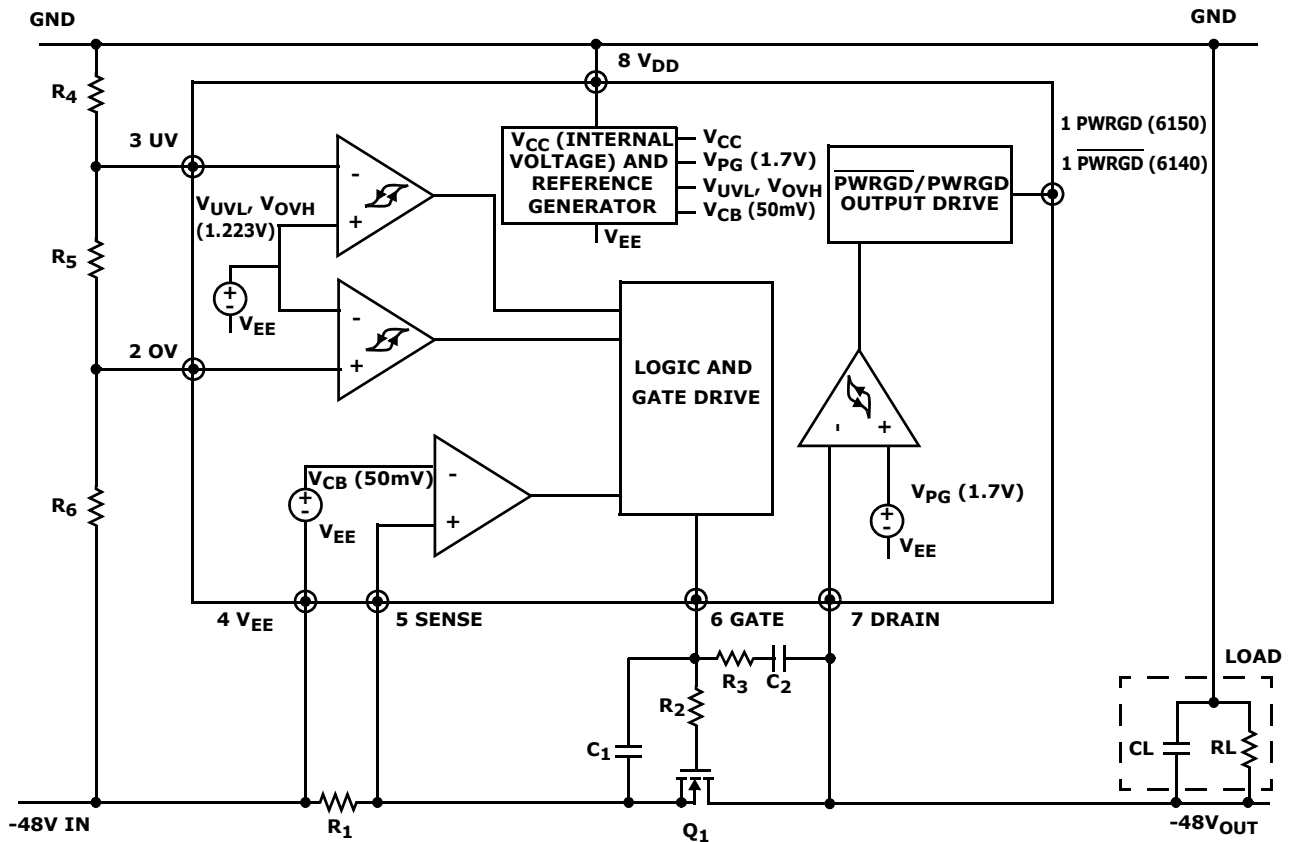 GND
GND
8 VDD
R4
3 UV
VUVL, VOVH
(1.223V)
R5
VEE
2 OV
R6
-
+
+
-
-
+
VCC (INTERNAL
VOLTAGE) AND
REFERENCE
GENERATOR
VCC
VPG (1.7V)
VUVL, VOVH
VCB (50mV)
VEE
1 PWRGD (6150)
1 PWRGD (6140)
PWRGD/PWRGD
OUTPUT DRIVE
LOGIC AND
GATE DRIVE
-
+
VPG (1.7V)
+
-
VEE
VCB (50mV)
+
-
VEE
-
+
4 VEE
5 SENSE
6 GATE
7 DRAIN
R3
C2
R2
C1
LOAD
CL
RL
-48V IN
R1
Q1
-48VOUT